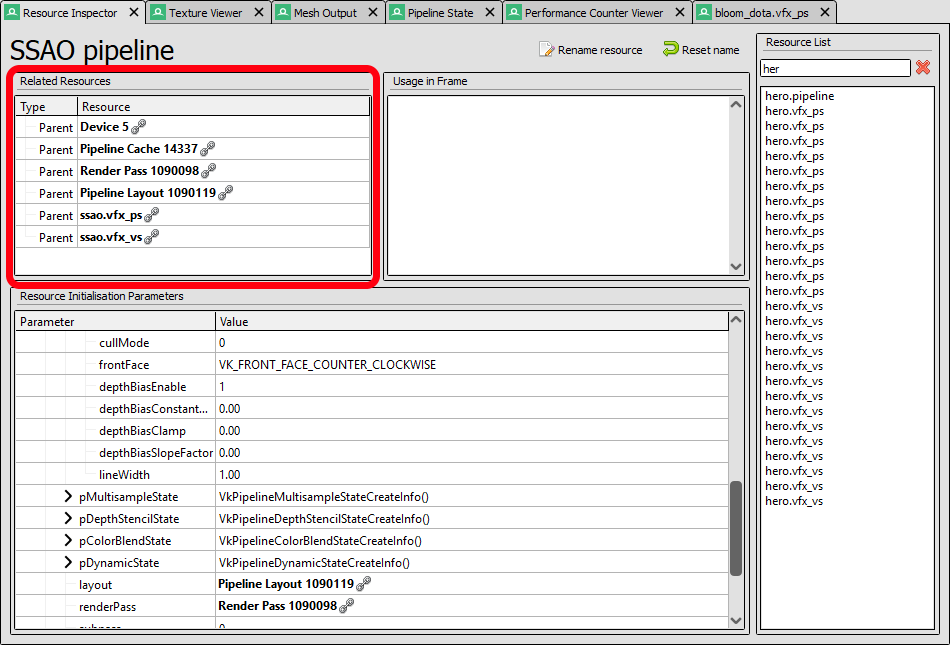 Resource Inspector
Texture Viewer
Mesh Output
Pipeline State
Performance Counter Viewer
bloom_dota.vfx_ps
SSAO pipeline
Rename resource
Reset name
Related Resources
Type Resource
Parent Device 5
Parent Pipeline Cache 14337
Parent Render Pass 1090098
Parent Pipeline Layout 1090119
Parent ssao.vfx_ps
Parent ssao.vfx_vs
Usage in Frame
Resource Initialisation Parameters
Parameter Value
cullMode 0
frontFace VK_FRONT_FACE_COUNTER_CLOCKWISE
depthBiasEnable 1
depthBiasConstant... 0.00
depthBiasClamp 0.00
depthBiasSlopeFactor 0.00
lineWidth 1.00
pMultisampleState VkPipelineMultisampleStateCreateInfo()
pDepthStencilState VkPipelineDepthStencilStateCreateInfo()
pColorBlendState VkPipelineColorBlendStateCreateInfo()
pDynamicState VkPipelineDynamicStateCreateInfo()
layout Pipeline Layout 1090119
renderPass Render Pass 1090098
subpass 0
Resource List
her
hero.pipeline
hero.vfx_ps
hero.vfx_ps
hero.vfx_ps
hero.vfx_ps
hero.vfx_ps
hero.vfx_ps
hero.vfx_ps
hero.vfx_ps
hero.vfx_ps
hero.vfx_ps
hero.vfx_ps
hero.vfx_ps
hero.vfx_ps
hero.vfx_vs
hero.vfx_vs
hero.vfx_vs
hero.vfx_vs
hero.vfx_vs
hero.vfx_vs
hero.vfx_vs
hero.vfx_vs
hero.vfx_vs
hero.vfx_vs
hero.vfx_vs
hero.vfx_vs
hero.vfx_vs
hero.vfx_vs